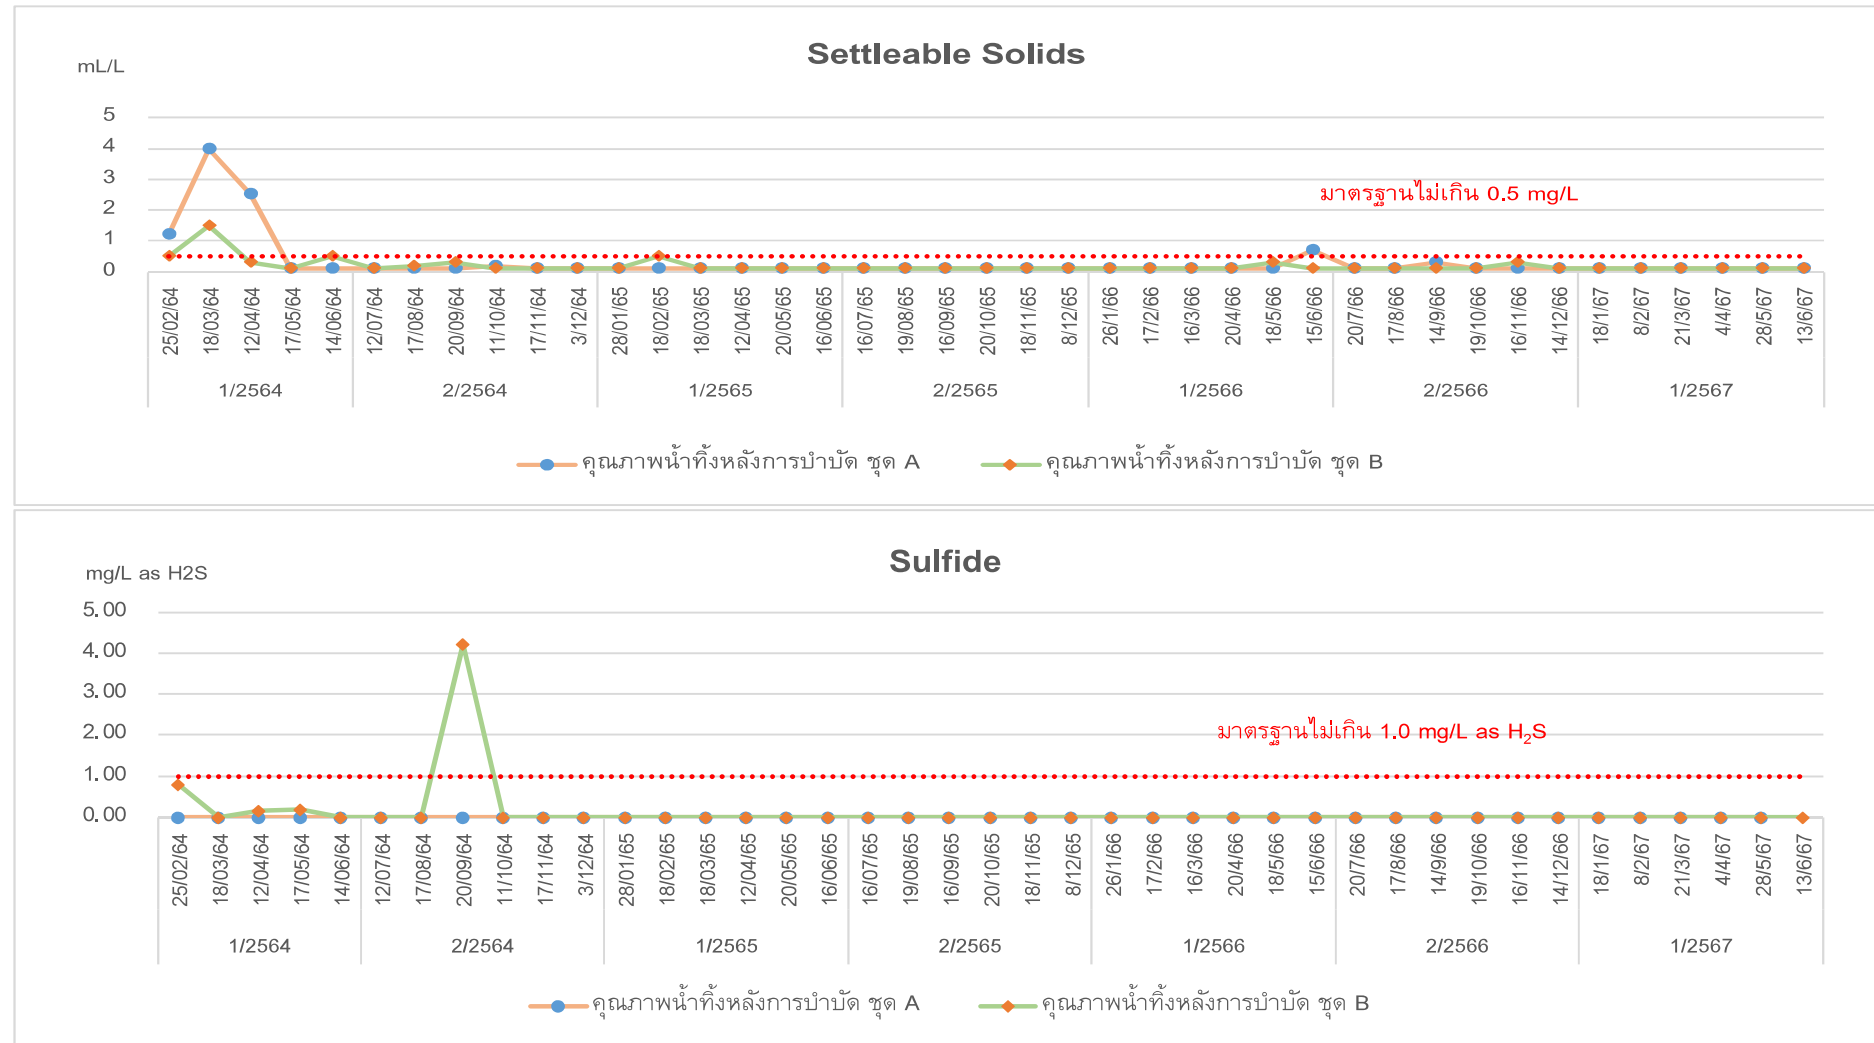 Settleable Solids
mL/L
5
4
3
2
1
0
มาตรฐานไม่เกิน 0.5 mg/L
25/02/64 18/03/64 12/04/64 17/05/64 14/06/64 12/07/64 17/08/64 20/09/64 11/10/64 17/11/64 3/12/64 28/01/65 18/02/65 18/03/65 12/04/65 20/05/65 16/06/65 16/07/65 19/08/65 16/09/65 20/10/65 18/11/65 8/12/65 26/1/66 17/2/66 16/3/66 20/4/66 18/5/66 15/6/66 20/7/66 17/8/66 14/9/66 19/10/66 16/11/66 14/12/66 18/1/67 8/2/67 21/3/67 4/4/67 28/5/67 13/6/67
1/2564 2/2564 1/2565 2/2565 1/2566 2/2566 1/2567
คุณภาพน้ำทิ้งหลังการบำบัด ชุด A คุณภาพน้ำทิ้งหลังการบำบัด ชุด B
Sulfide
mg/L as H2S
5.00
4.00
3.00
2.00
1.00
0.00
มาตรฐานไม่เกิน 1.0 mg/L as H₂S
25/02/64 18/03/64 12/04/64 17/05/64 14/06/64 12/07/64 17/08/64 20/09/64 11/10/64 17/11/64 3/12/64 28/01/65 18/02/65 18/03/65 12/04/65 20/05/65 16/06/65 16/07/65 19/08/65 16/09/65 20/10/65 18/11/65 8/12/65 26/1/66 17/2/66 16/3/66 20/4/66 18/5/66 15/6/66 20/7/66 17/8/66 14/9/66 19/10/66 16/11/66 14/12/66 18/1/67 8/2/67 21/3/67 4/4/67 28/5/67 13/6/67
1/2564 2/2564 1/2565 2/2565 1/2566 2/2566 1/2567
คุณภาพน้ำทิ้งหลังการบำบัด ชุด A คุณภาพน้ำทิ้งหลังการบำบัด ชุด B